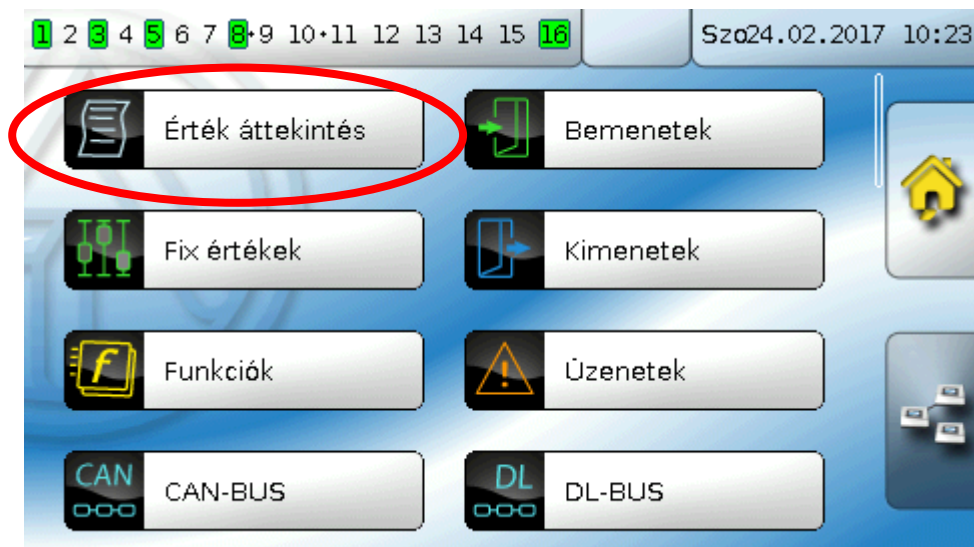 1 2 3 4 5 6 7 8+9 10+11 12 13 14 15 16
Szo24.02.2017 10:23
Érték áttekintés
Bemenetek
Fix értékek
Kimenetek
Funkciók
Üzenetek
CAN
CAN-BUS
DL
DL-BUS